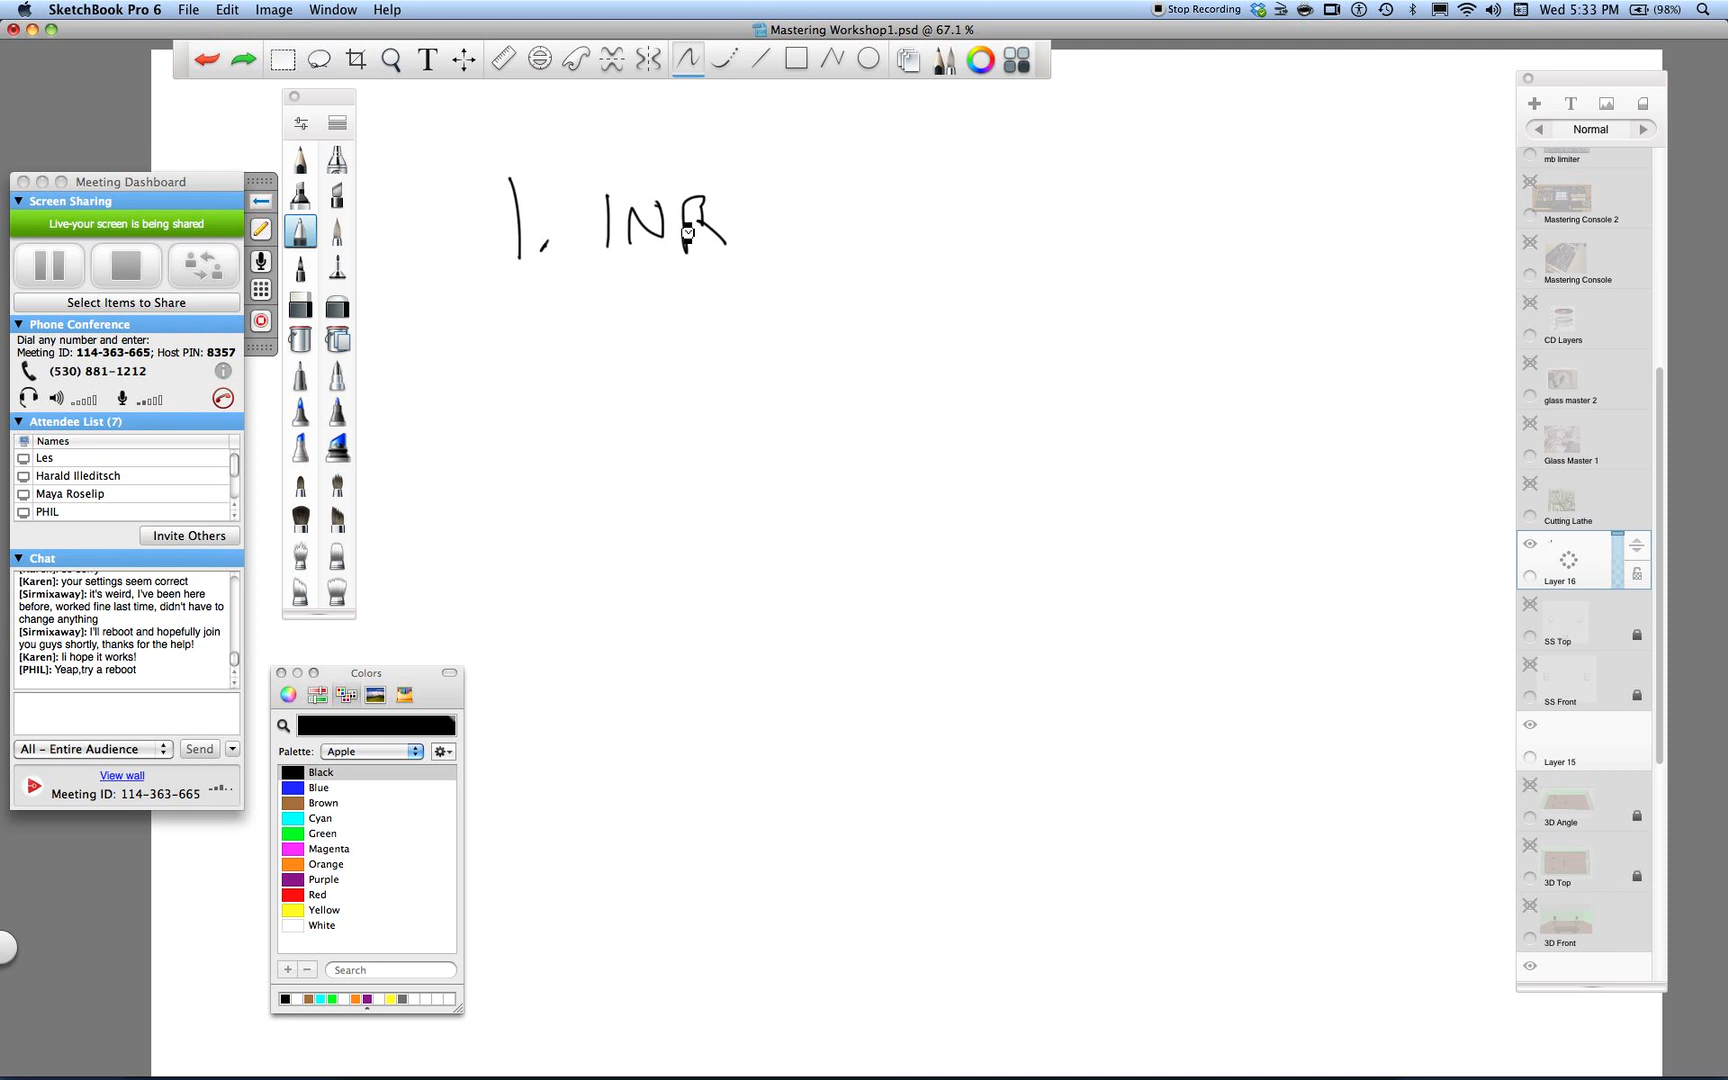 SketchBook Pro 6 File Edit Image Window Help
Stop Recording Wed 5:33 PM (98%)
Mastering Workshop1.psd @ 67.1 %
T
1. INR
Meeting Dashboard
Screen Sharing
Live-your screen is being shared
Select Items to Share
Phone Conference
Dial any number and enter:
Meeting ID: 114-363-665; Host PIN: 8357
(530) 881-1212
Attendee List (7)
Names
Les
Harald Illeditsch
Maya Roselip
PHIL
Invite Others
Chat
[Karen]: your settings seem correct
[Sirmixaway]: it's weird, I've been here
before, worked fine last time, didn't have to
change anything
[Sirmixaway]: I'll reboot and hopefully join
you guys shortly, thanks for the help!
[Karen]: Ii hope it works!
[PHIL]: Yeap,try a reboot
All - Entire Audience Send
View wall
Meeting ID: 114-363-665
Colors
Palette: Apple
Black
Blue
Brown
Cyan
Green
Magenta
Orange
Purple
Red
Yellow
White
Search
T
Normal
mb limiter
Mastering Console 2
Mastering Console
CD Layers
glass master 2
Glass Master 1
Cutting Lathe
Layer 16
SS Top
SS Front
Layer 15
3D Angle
3D Top
3D Front